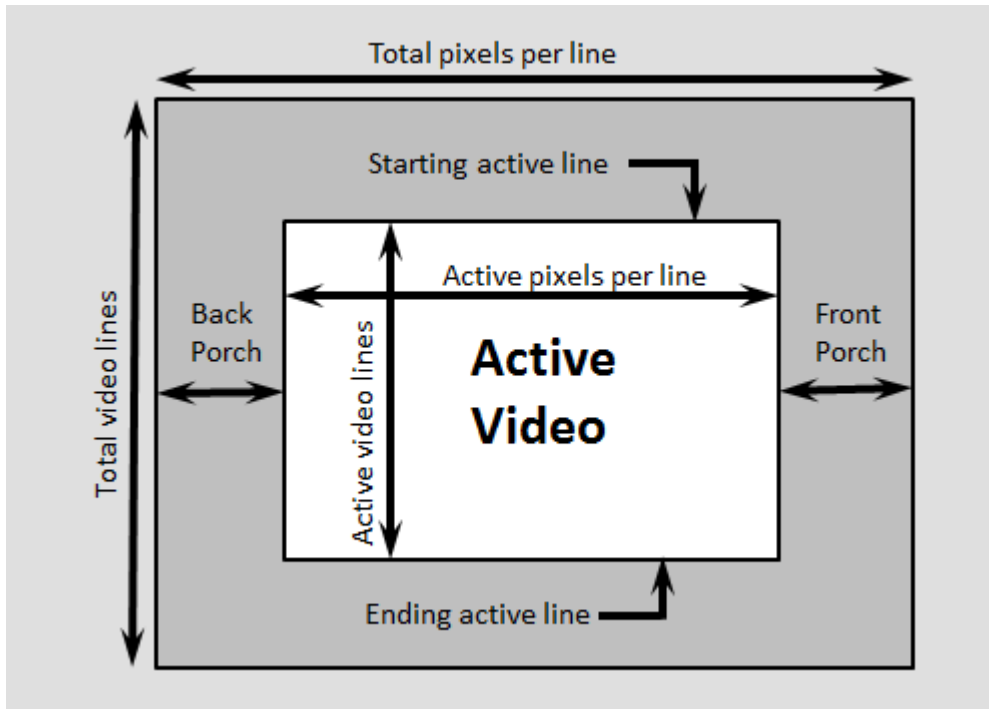 Total pixels per line
Starting active line
Active pixels per line
Back
Porch
Front
Porch
Total video lines
Active video lines
Active
Video
Ending active line